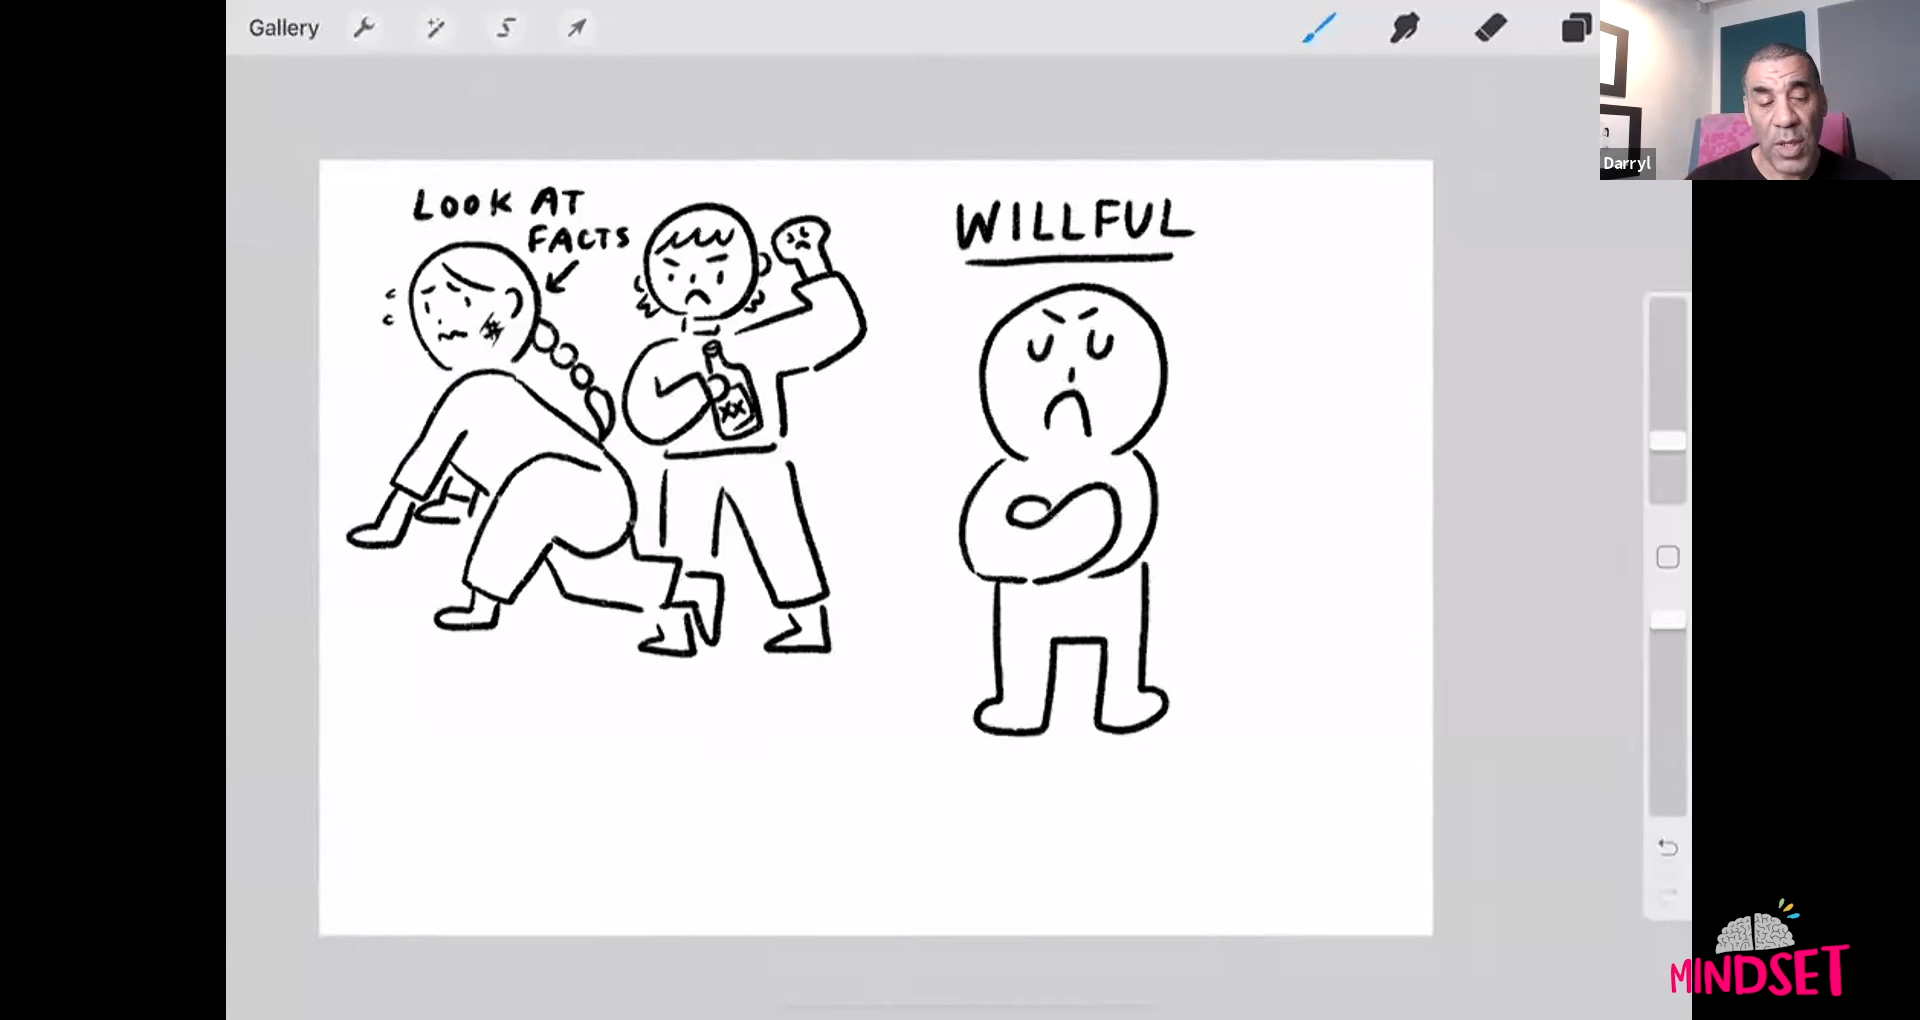 Gallery
Darryl
LOOK AT
FACTS
WILLFUL
XX
MINDSET